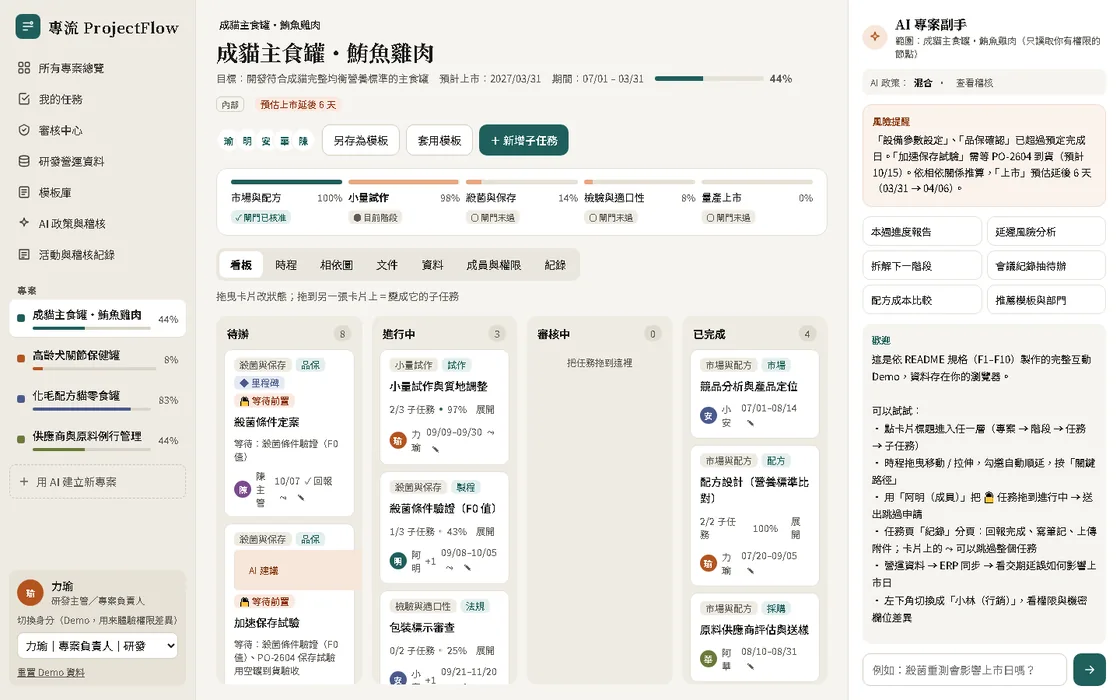 專流 ProjectFlow
所有專案總覽
我的任務
審核中心
研發營運資料
模板庫
AI 政策與稽核
活動與稽核紀錄
專案
成貓主食罐・鮪魚雞肉
44%
高齡犬關節保健罐
8%
化毛配方貓零食罐
83%
供應商與原料例行管理
44%
＋ 用 AI 建立新專案
瑜
力瑜
研發主管／專案負責人
切換身分（Demo，用來體驗權限差異）
力瑜｜專案負責人｜研發
重置 Demo 資料
成貓主食罐・鮪魚雞肉
成貓主食罐・鮪魚雞肉
目標：開發符合成貓完整均衡營養標準的主食罐 預計上市：2027/03/31 期間：07/01 – 03/31 44%
內部 預估上市延後 6 天
瑜 明 安 華 陳 另存為模板 套用模板 ＋ 新增子任務
市場與配方 100% 小量試作 98% 殺菌與保存 14% 檢驗與適口性 8% 量產上市 0%
✓ 閘門已核准 ● 目前階段 ○ 閘門未過 ○ 閘門未過 ○ 閘門未過
看板 時程 相依圖 文件 資料 成員與權限 紀錄
拖曳卡片改狀態；拖到另一張卡片上＝變成它的子任務
待辦 8
殺菌與保存 品保
◆ 里程碑
🔒 等待前置
殺菌條件定案
等待：殺菌條件驗證（F0
值）
陳
陳
主
管
10/07 ✓ 回報
殺菌與保存 品保
AI 建議
🔒 等待前置
加速保存試驗
等待：殺菌條件驗證（F0
值）、PO-2604 保存試驗
用空罐到貨驗收
進行中 3
小量試作 試作
小量試作與質地調整
2/3 子任務・97% 展開
瑜
力
瑜
09/09–09/30
殺菌與保存 製程
殺菌條件驗證（F0 值）
1/3 子任務・43% 展開
明
阿
明
+1
09/08–10/05
檢驗與適口性 法規
包裝標示審查
0/2 子任務・25% 展開
安
小
安
+1
09/21–11/20
審核中 0
把任務拖到這裡
已完成 4
市場與配方 市場
競品分析與產品定位
安
小
安
07/01–08/14
市場與配方 配方
配方設計（營養標準比
對）
2/2 子任
務
100%
展
開
瑜
力
瑜
07/20–09/05
市場與配方 採購
原料供應商評估與送樣
華
阿
華
08/10–08/31
AI 專案副手
範圍：成貓主食罐・鮪魚雞肉（只讀取你有權限的
節點）
AI 政策：混合・ 查看稽核
風險提醒
「設備參數設定」、「品保確認」已超過預定完成
日。「加速保存試驗」需等 PO-2604 到貨（預計
10/15）。依相依關係推算，「上市」預估延後 6 天
（03/31 → 04/06）。
本週進度報告 延遲風險分析
拆解下一階段 會議紀錄抽待辦
配方成本比較 推薦模板與部門
歡迎
這是依 README 規格（F1–F10）製作的完整互動
Demo，資料存在你的瀏覽器。
可以試試：
・點卡片標題進入任一層（專案 → 階段 → 任務
→ 子任務）
・時程拖曳移動 / 拉伸，勾選自動順延，按「關鍵
路徑」
・用「阿明（成員）」把 🔒 任務拖到進行中 → 送
出跳過申請
・任務頁「紀錄」分頁：回報完成、寫筆記、上傳
附件；卡片上的 ⤳ 可以跳過整個任務
・營運資料 → ERP 同步 → 看交期延誤如何影響上
市日
・左下角切換成「小林（行銷）」，看權限與機密
欄位差異
例如：殺菌重測會影響上市日嗎？